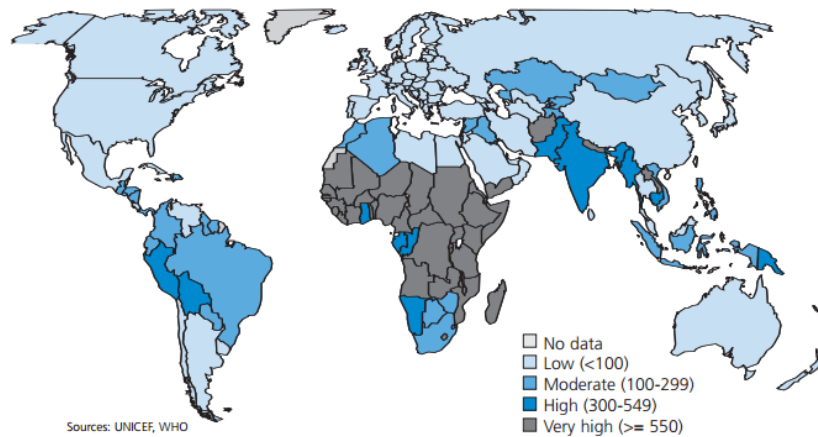 No data
Low (<100)
Moderate (100-299)
High (300-549)
Very high (>= 550)
Sources: UNICEF, WHO